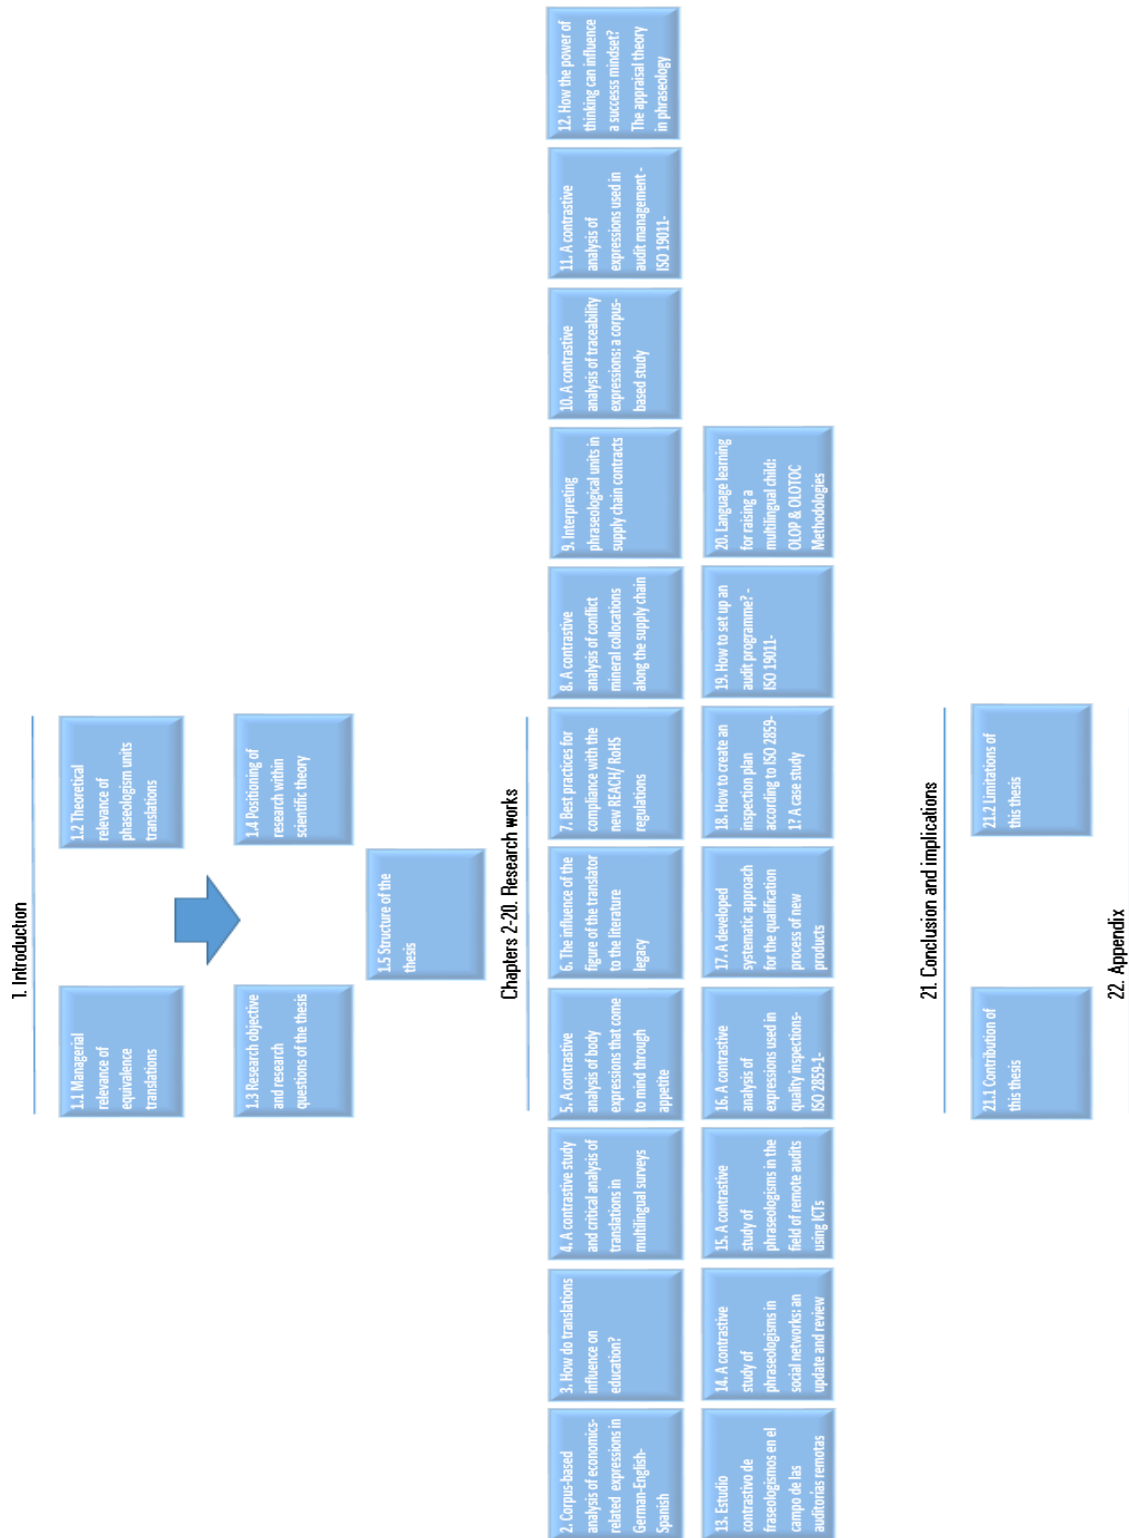 1. Introduction
1.1 Managerial
relevance of
equivalence
translations
1.2 Theoretical
relevance of
phaseologism units
translations
1.3 Research objective
and research
questions of the thesis
1.4 Positioning of
research within
scientific theory
1.5 Structure of the
thesis
Chapters 2-20. Research works
2. Corpus-based
analysis of economics-
related expressions in
German-English-
Spanish
3. How do translations
influence on
education?
4. A contrastive study
and critical analysis of
translations in
multilingual surveys
5. A contrastive
analysis of body
expressions that come
to mind through
appetite
6. The influence of the
figure of the translator
to the literature
legacy
7. Best practices for
compliance with the
new REACH/ RoHS
regulations
8. A contrastive
analysis of conflict
mineral collocations
along the supply chain
9. Interpreting
phraseological units in
supply chain contracts
10. A contrastive
analysis of traceability
expressions: a corpus-
based study
11. A contrastive
analysis of
expressions used in
audit management -
ISO 19011-
12. How the power of
thinking can influence
a successs mindset?
The appraisal theory
in phraseology
13. Estudio
contrastivo de
fraseologismos en el
campo de las
auditorías remotas
14. A contrastive
study of
phraseologisms in
social networks: an
update and review
15. A contrastive
study of
phraseologisms in the
field of remote audits
using ICTs
16. A contrastive
analysis of
expressions used in
quality inspections-
ISO 2859-1-
17. A developed
systematic approach
for the qualification
process of new
products
18. How to create an
inspection plan
according to ISO 2859-
1? A case study
19. How to set up an
audit programme? -
ISO 19011-
20. Language learning
for raising a
multilingual child:
OLOP & OLOTOC
Methodologies
21. Conclusion and implications
21.1 Contribution of
this thesis
21.2 Limitations of
this thesis
22. Appendix